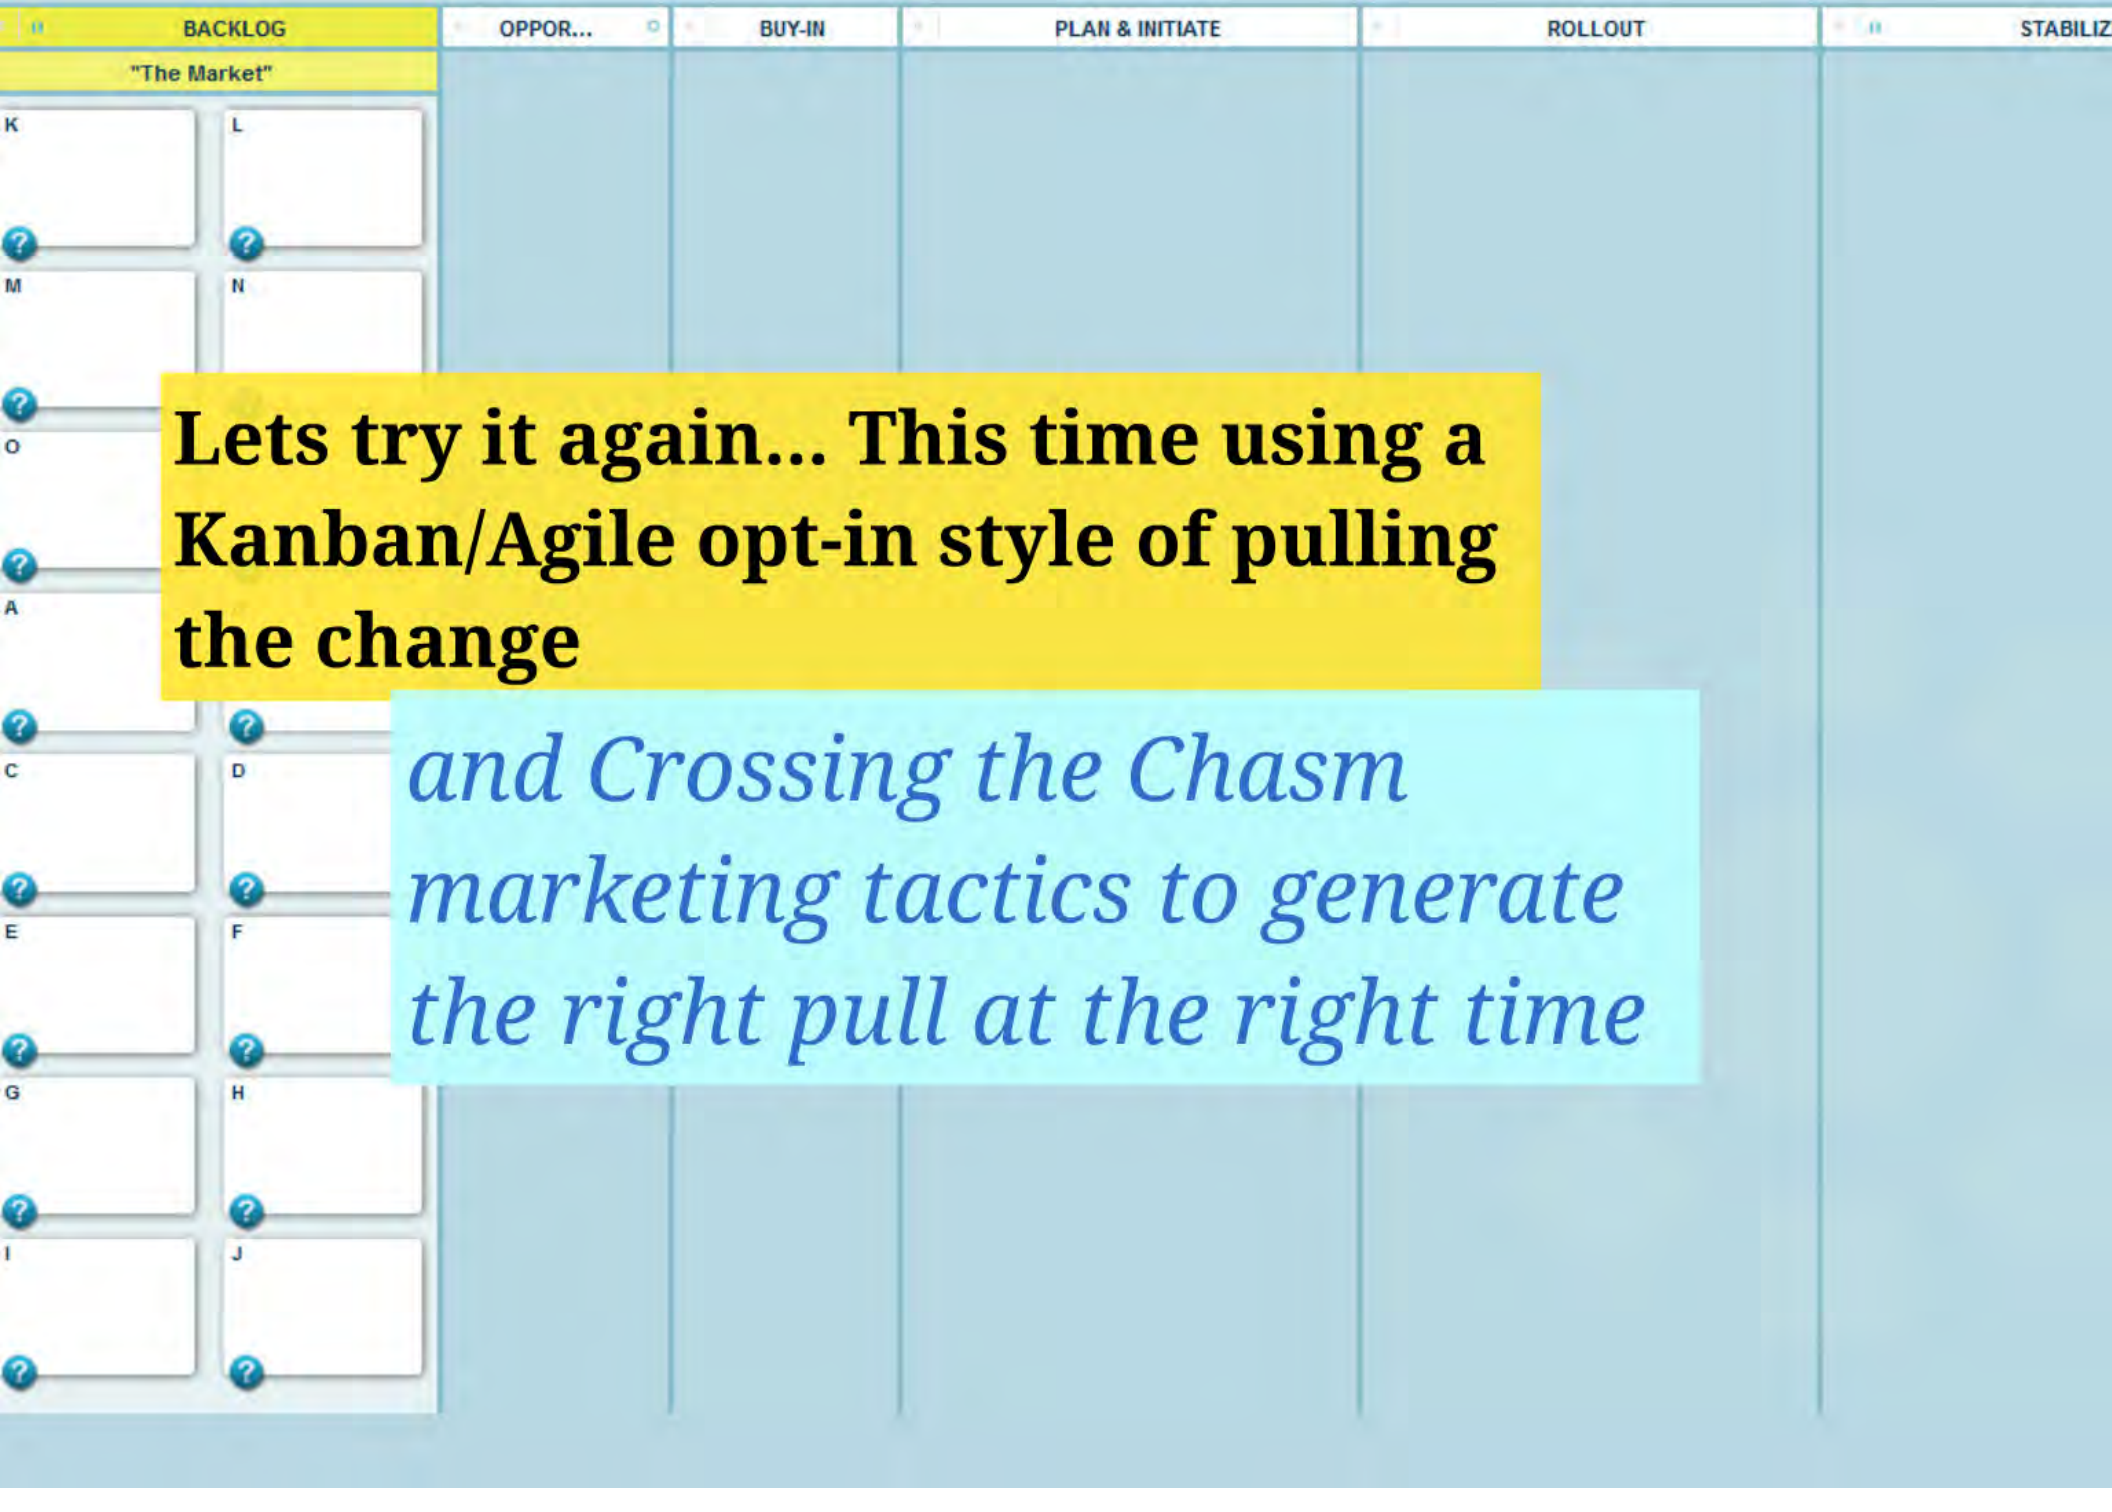 BACKLOG OPPOR... BUY-IN PLAN & INITIATE ROLLOUT STABILIZ
"The Market"
K L
? ?
M N
?
O
?
A
? ?
C D
? ?
E F
? ?
G H
? ?
I J
? ?
Lets try it again... This time using a
Kanban/Agile opt-in style of pulling
the change
and Crossing the Chasm
marketing tactics to generate
the right pull at the right time